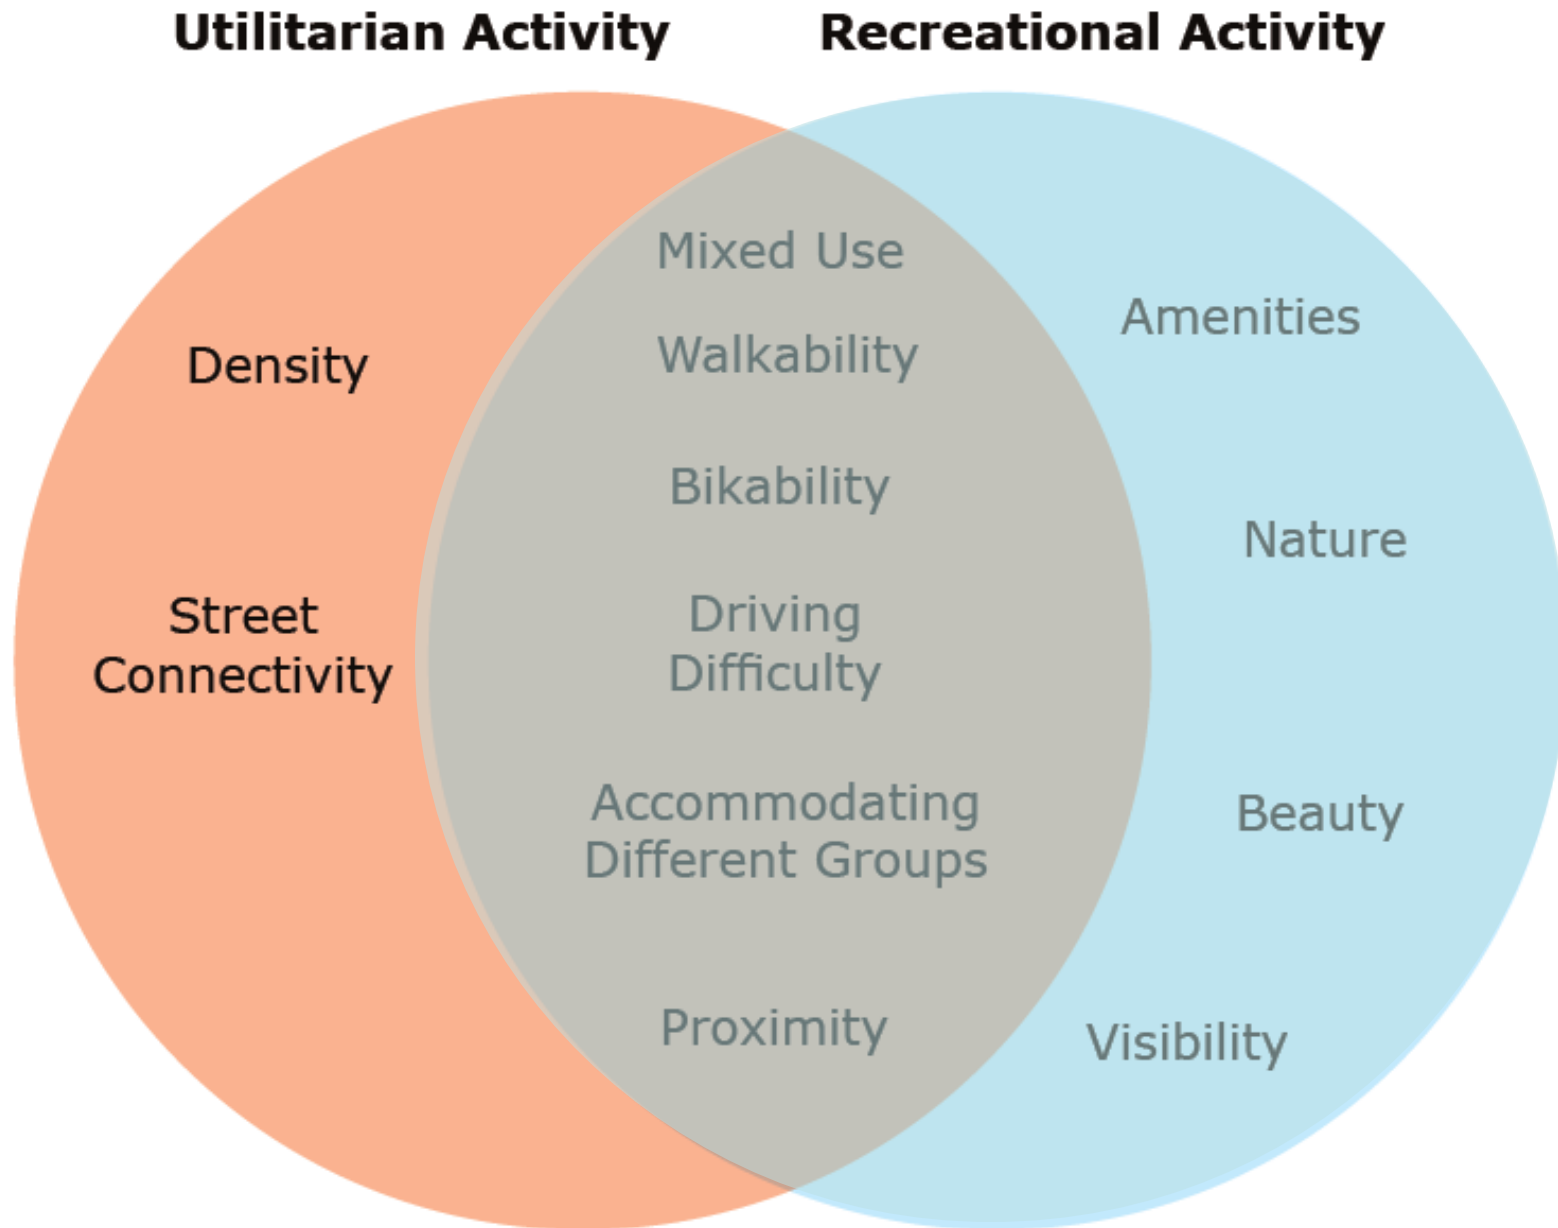 Utilitarian Activity
Recreational Activity
Density
Street
Connectivity
Mixed Use
Walkability
Bikability
Driving
Difficulty
Accommodating
Different Groups
Proximity
Amenities
Nature
Beauty
Visibility